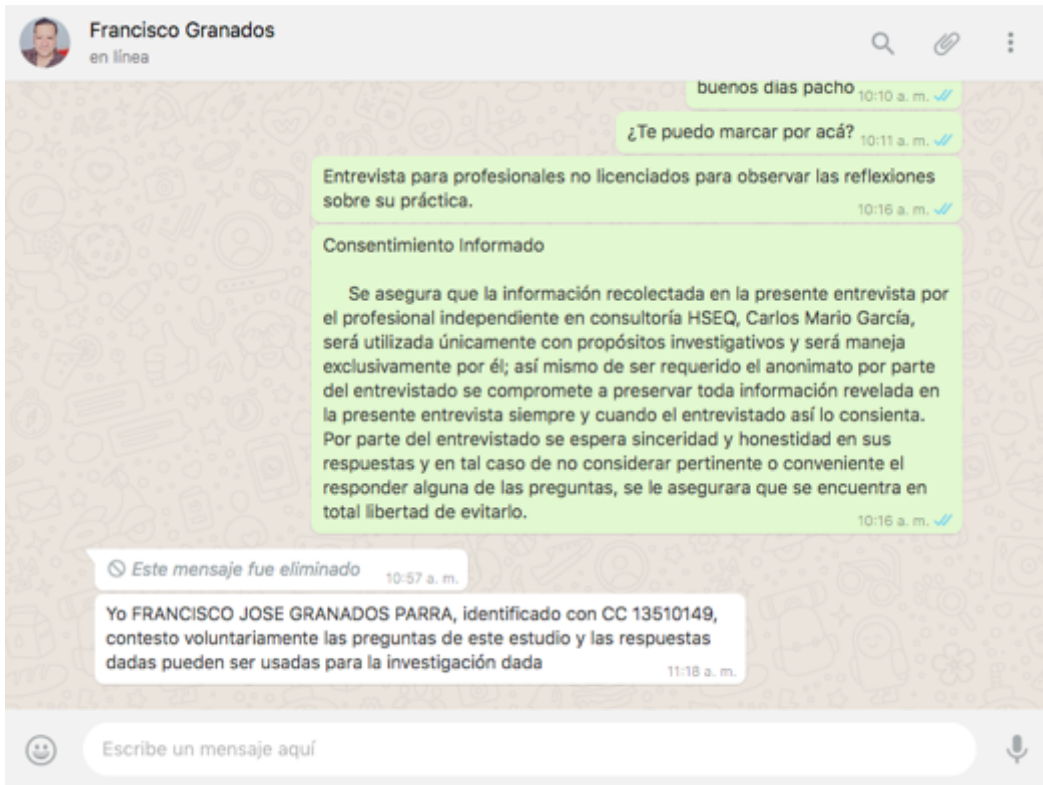 Francisco Granados
en línea
buenos dias pacho 10:10 a. m.
¿Te puedo marcar por acá? 10:11 a. m.
Entrevista para profesionales no licenciados para observar las reflexiones
sobre su práctica.
10:16 a. m.
Consentimiento Informado
Se asegura que la información recolectada en la presente entrevista por
el profesional independiente en consultoría HSEQ, Carlos Mario García,
será utilizada únicamente con propósitos investigativos y será maneja
exclusivamente por él; así mismo de ser requerido el anonimato por parte
del entrevistado se compromete a preservar toda información revelada en
la presente entrevista siempre y cuando el entrevistado así lo consienta.
Por parte del entrevistado se espera sinceridad y honestidad en sus
respuestas y en tal caso de no considerar pertinente o conveniente el
responder alguna de las preguntas, se le asegurara que se encuentra en
total libertad de evitarlo.
10:16 a. m.
Este mensaje fue eliminado 10:57 a. m.
Yo FRANCISCO JOSE GRANADOS PARRA, identificado con CC 13510149,
contesto voluntariamente las preguntas de este estudio y las respuestas
dadas pueden ser usadas para la investigación dada
11:18 a. m.
Escribe un mensaje aquí